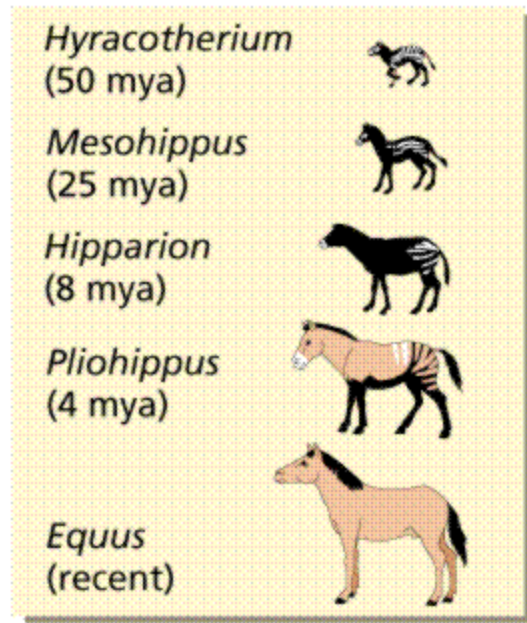 Hyracotherium
(50 mya)
Mesohippus
(25 mya)
Hipparion
(8 mya)
Pliohippus
(4 mya)
Equus
(recent)